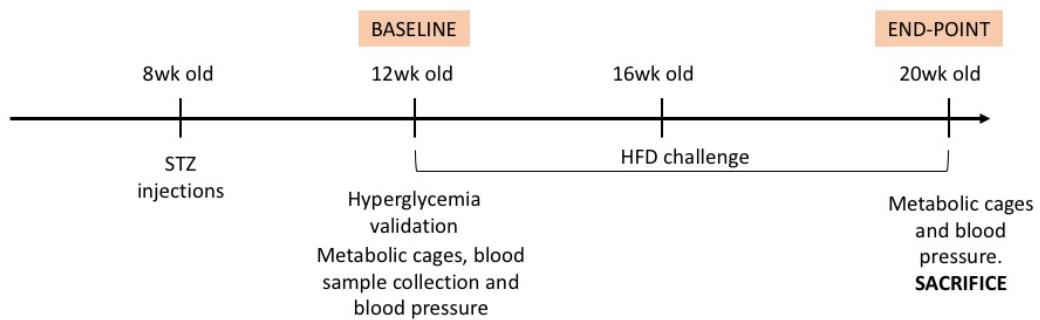 BASELINE
END-POINT
8wk old
12wk old
16wk old
20wk old
STZ
injections
HFD challenge
Hyperglycemia
validation
Metabolic cages, blood
sample collection and
blood pressure
Metabolic cages
and blood
pressure.
SACRIFICE